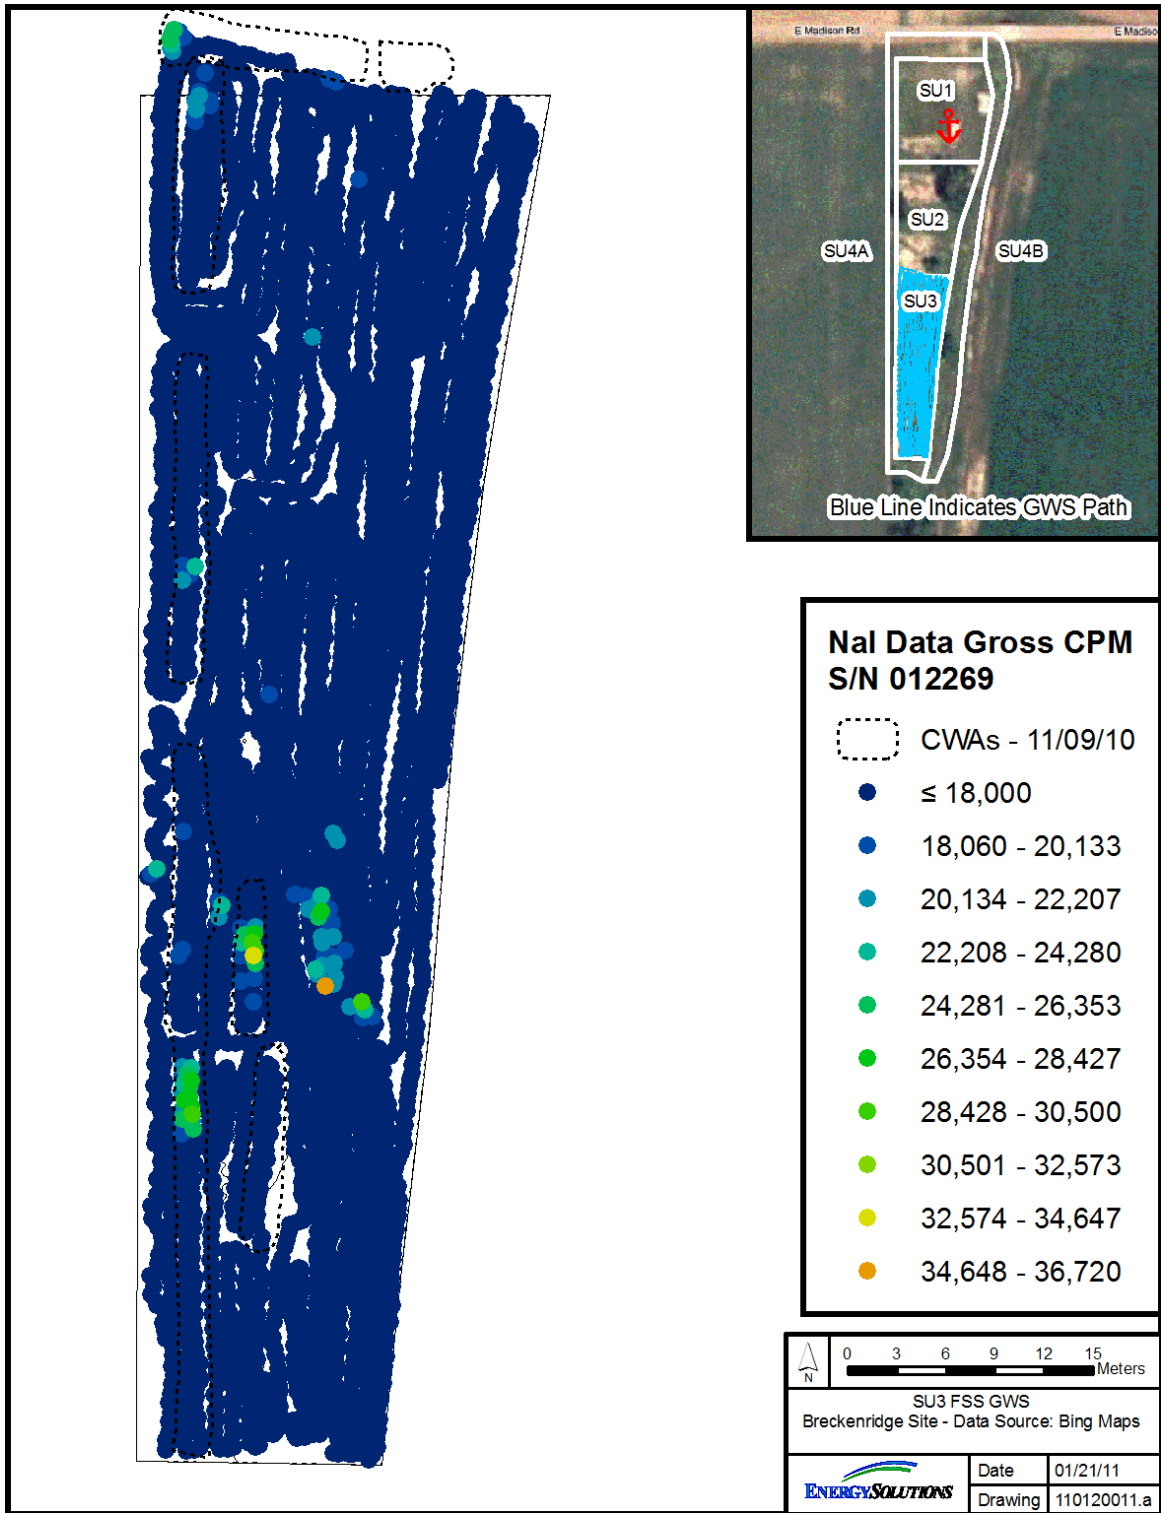 E Madison Rd
E Madiso
SU1
SU2
SU4A
SU4B
SU3
Blue Line Indicates GWS Path
NaI Data Gross CPM
S/N 012269
CWAs - 11/09/10
≤ 18,000
18,060 - 20,133
20,134 - 22,207
22,208 - 24,280
24,281 - 26,353
26,354 - 28,427
28,428 - 30,500
30,501 - 32,573
32,574 - 34,647
34,648 - 36,720
N
0 3 6 9 12 15
Meters
SU3 FSS GWS
Breckenridge Site - Data Source: Bing Maps
ENERGYSOLUTIONS
Date 01/21/11
Drawing 110120011.a